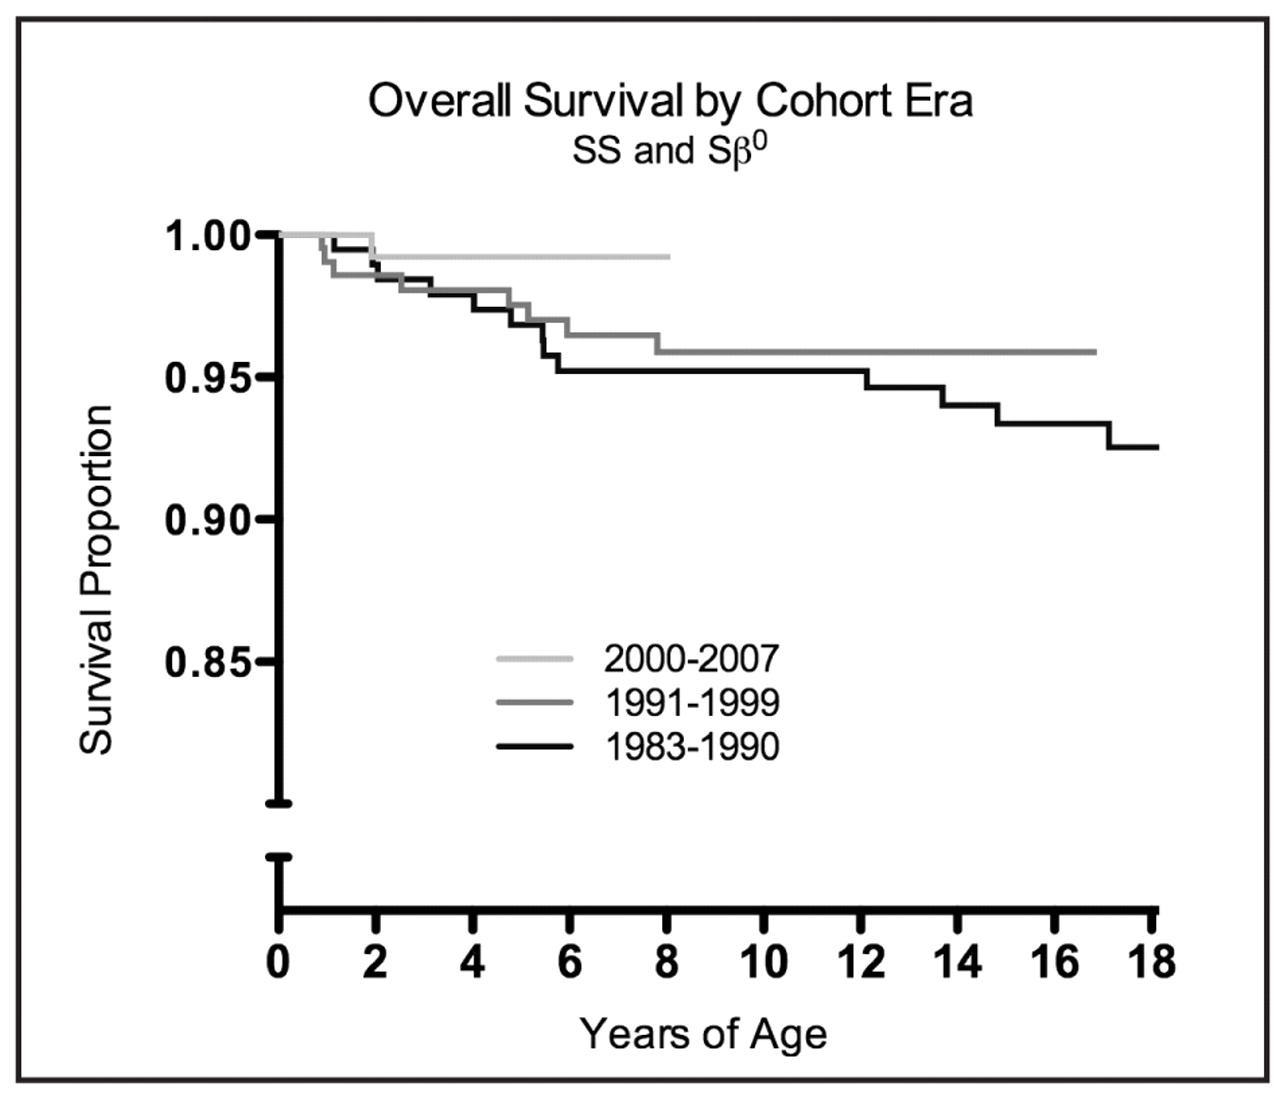 Overall Survival by Cohort Era
SS and Sβ⁰
1.00
0.95
0.90
0.85
Survival Proportion
2000-2007
1991-1999
1983-1990
0 2 4 6 8 10 12 14 16 18
Years of Age